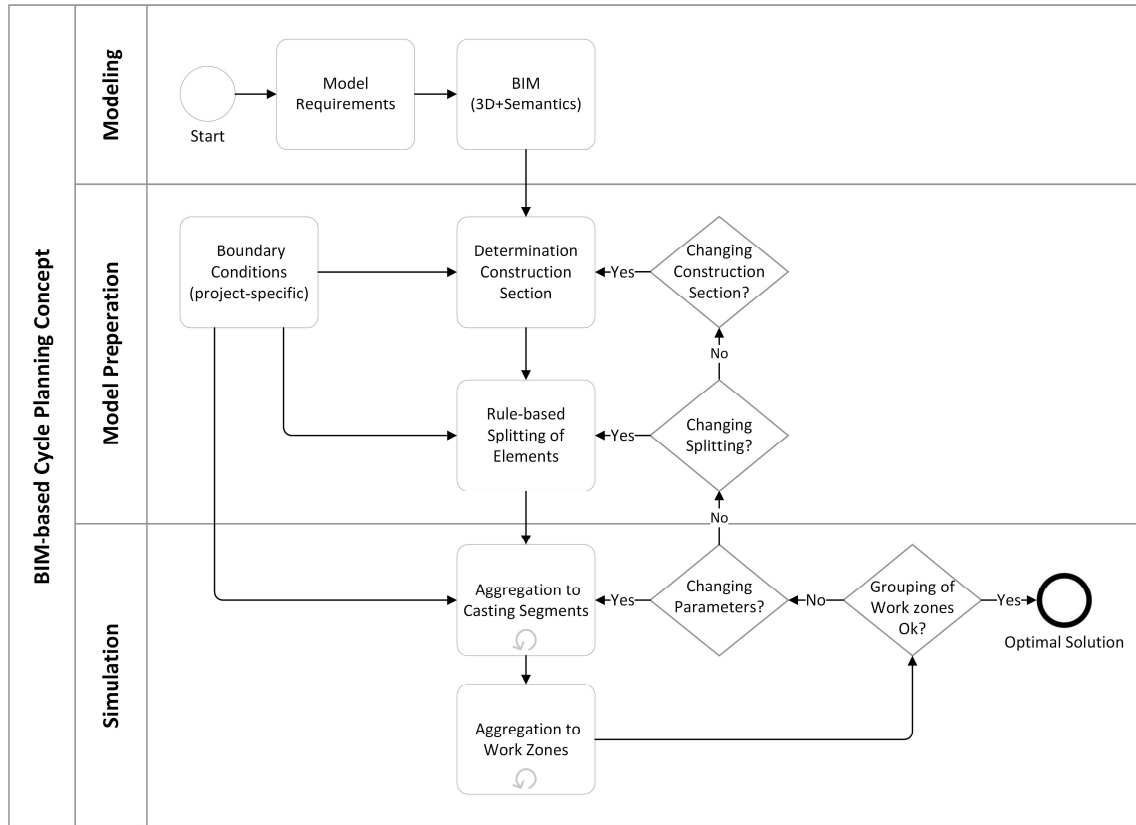 BIM-based Cycle Planning Concept
Modeling
Start
Model
Requirements
BIM
(3D+Semantics)
Model Preperation
Boundary
Conditions
(project-specific)
Determination
Construction
Section
Yes
Changing
Construction
Section?
No
Rule-based
Splitting of
Elements
Yes
Changing
Splitting?
No
Simulation
Aggregation to
Casting Segments
Yes
Changing
Parameters?
No
Grouping of
Work zones
Ok?
Yes
Optimal Solution
Aggregation to
Work Zones